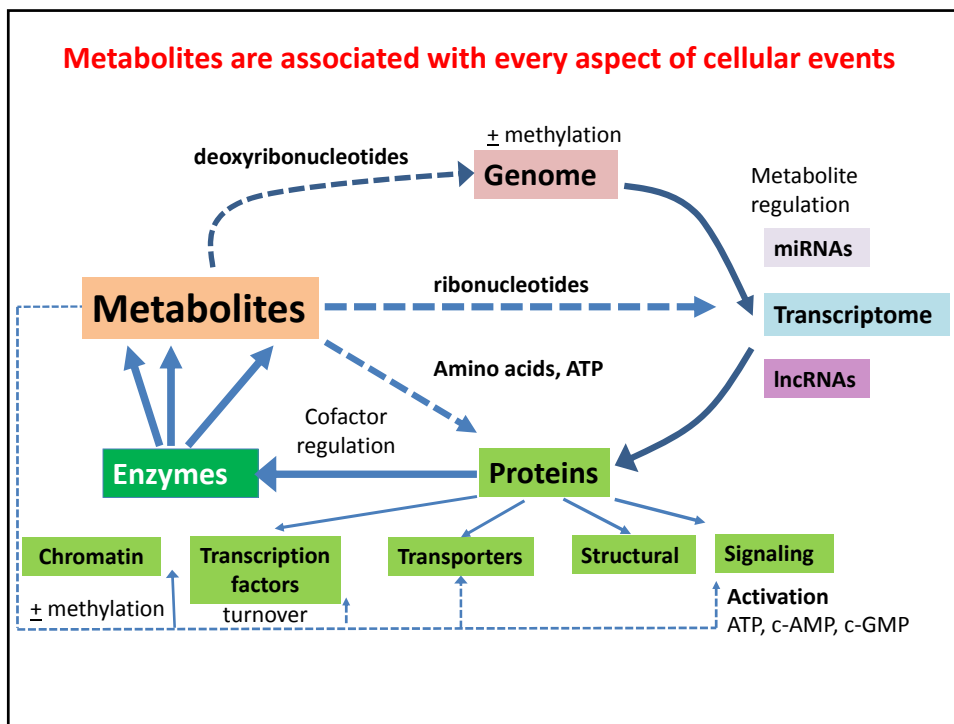 Metabolites are associated with every aspect of cellular events
± methylation
deoxyribonucleotides
Genome
Metabolite
regulation
miRNAs
Metabolites
ribonucleotides
Transcriptome
Amino acids, ATP
lncRNAs
Cofactor
regulation
Enzymes
Proteins
Chromatin
Transcription
factors
Transporters
Structural
Signaling
± methylation
turnover
Activation
ATP, c-AMP, c-GMP